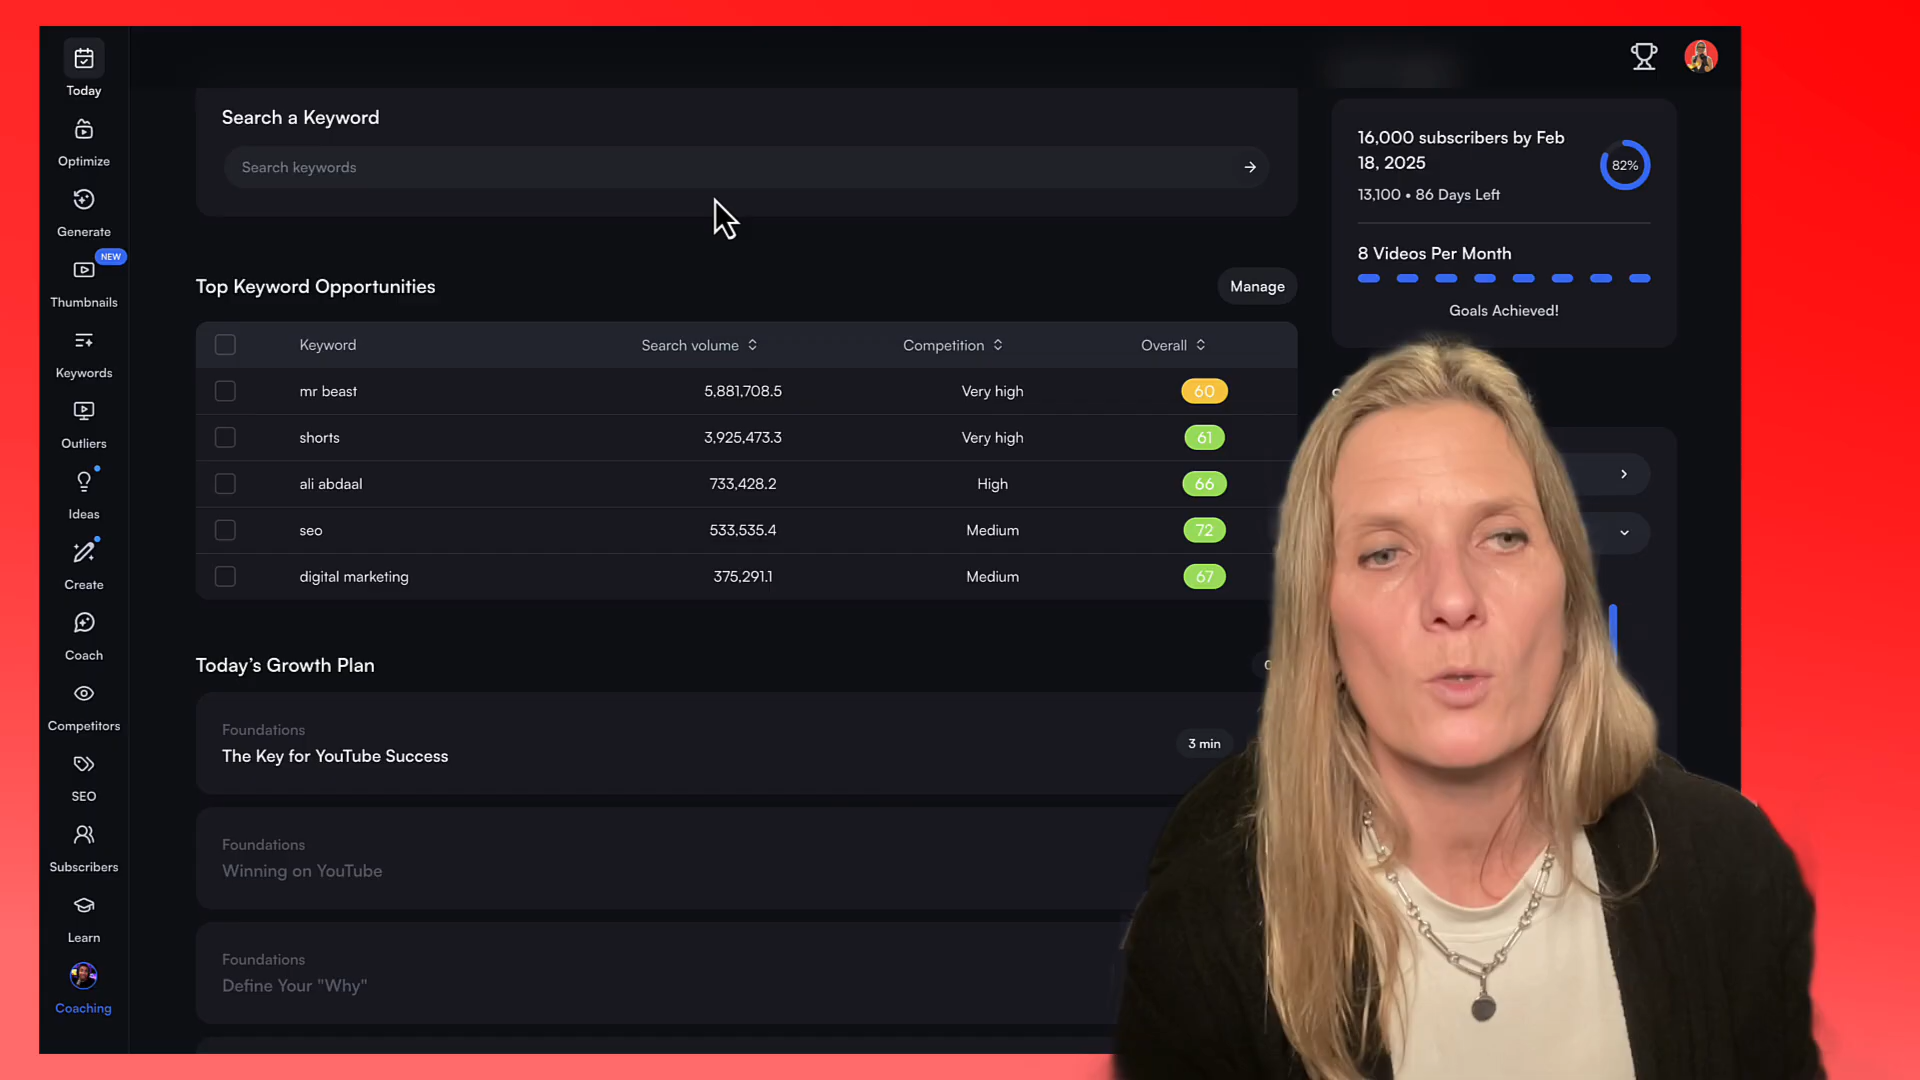 Today
Optimize
Generate
NEW
Thumbnails
Keywords
Outliers
Ideas
Create
Coach
Competitors
SEO
Subscribers
Learn
Coaching
Search a Keyword
Search keywords
Top Keyword Opportunities
Manage
Keyword Search volume Competition Overall
mr beast 5,881,708.5 Very high 60
shorts 3,925,473.3 Very high 61
ali abdaal 733,428.2 High 66
seo 533,535.4 Medium 72
digital marketing 375,291.1 Medium 67
Today's Growth Plan
Foundations
The Key for YouTube Success
3 min
Foundations
Winning on YouTube
Foundations
Define Your "Why"
16,000 subscribers by Feb
18, 2025
82%
13,100 • 86 Days Left
8 Videos Per Month
Goals Achieved!